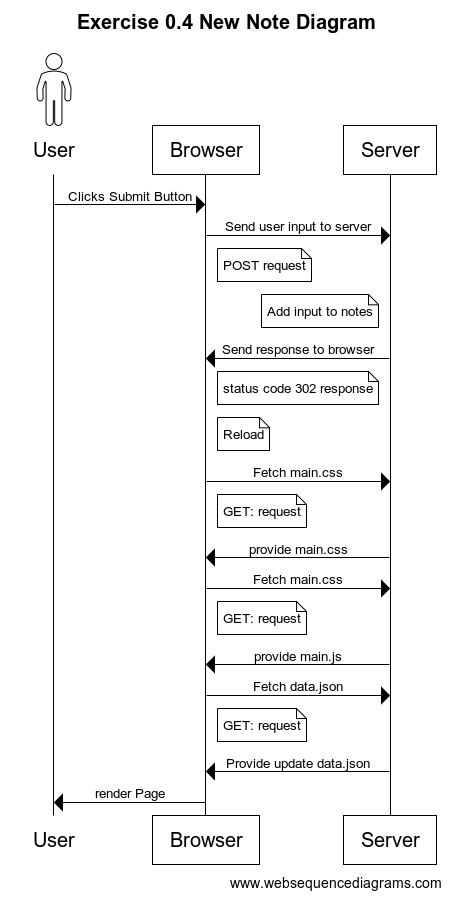 Exercise 0.4 New Note Diagram
User
Browser
Server
Clicks Submit Button
Send user input to server
POST request
Add input to notes
Send response to browser
status code 302 response
Reload
Fetch main.css
GET: request
provide main.css
Fetch main.css
GET: request
provide main.js
Fetch data.json
GET: request
Provide update data.json
render Page
User
Browser
Server
www.websequencediagrams.com